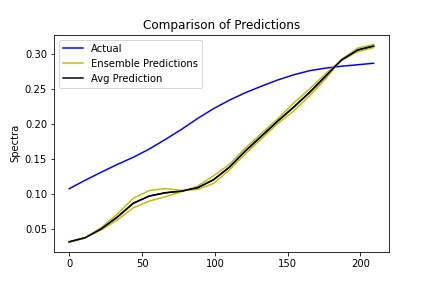 Comparison of Predictions
Actual
Ensemble Predictions
Avg Prediction
Spectra
0.30
0.25
0.20
0.15
0.10
0.05
0 50 100 150 200